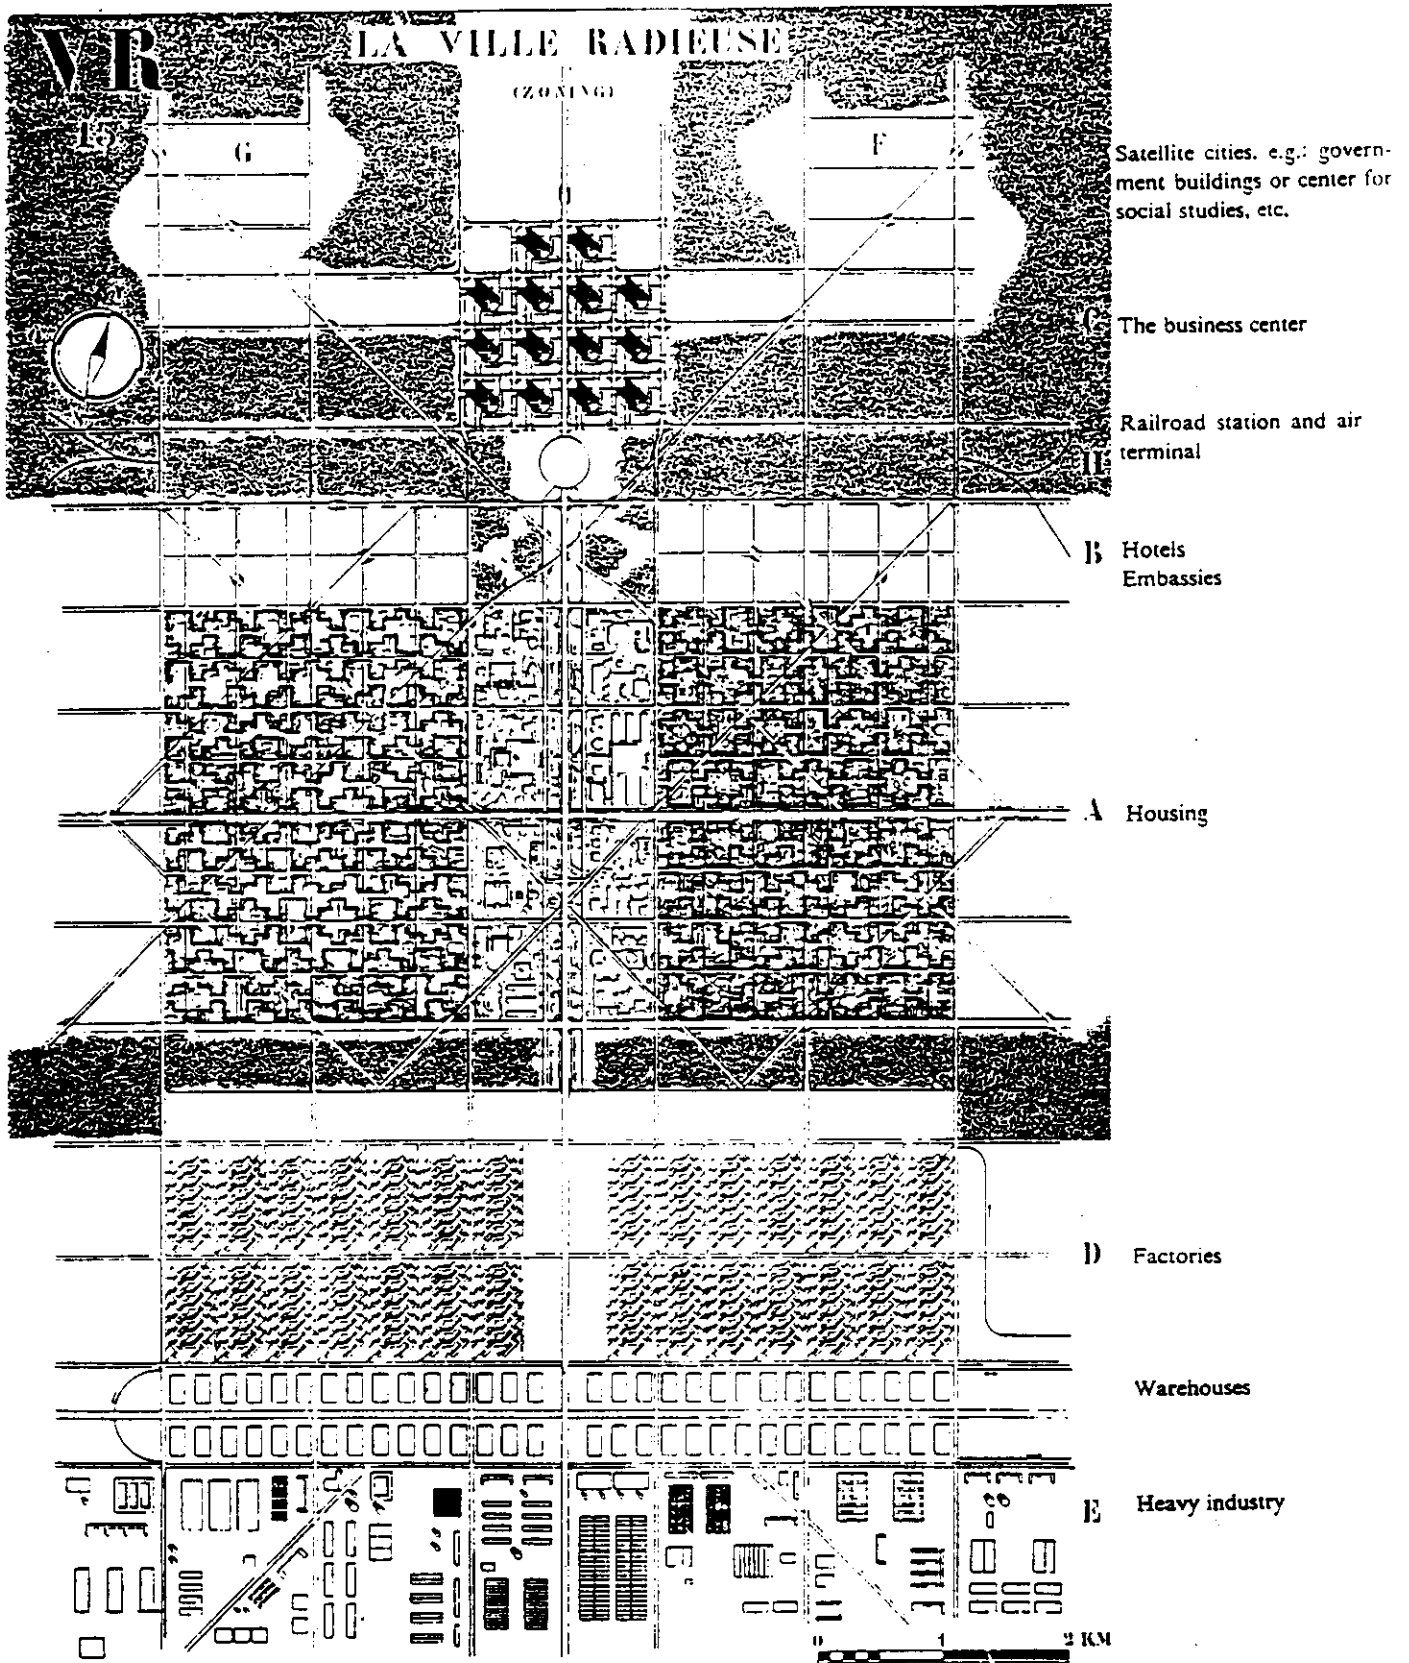 VR
LA VILLE RADIEUSE
(ZONING)
15
G
F
Satellite cities. e.g.: govern-
ment buildings or center for
social studies, etc.
C The business center
Railroad station and air
H terminal
B Hotels
Embassies
A Housing
D Factories
Warehouses
E Heavy industry
0 1 2 KM